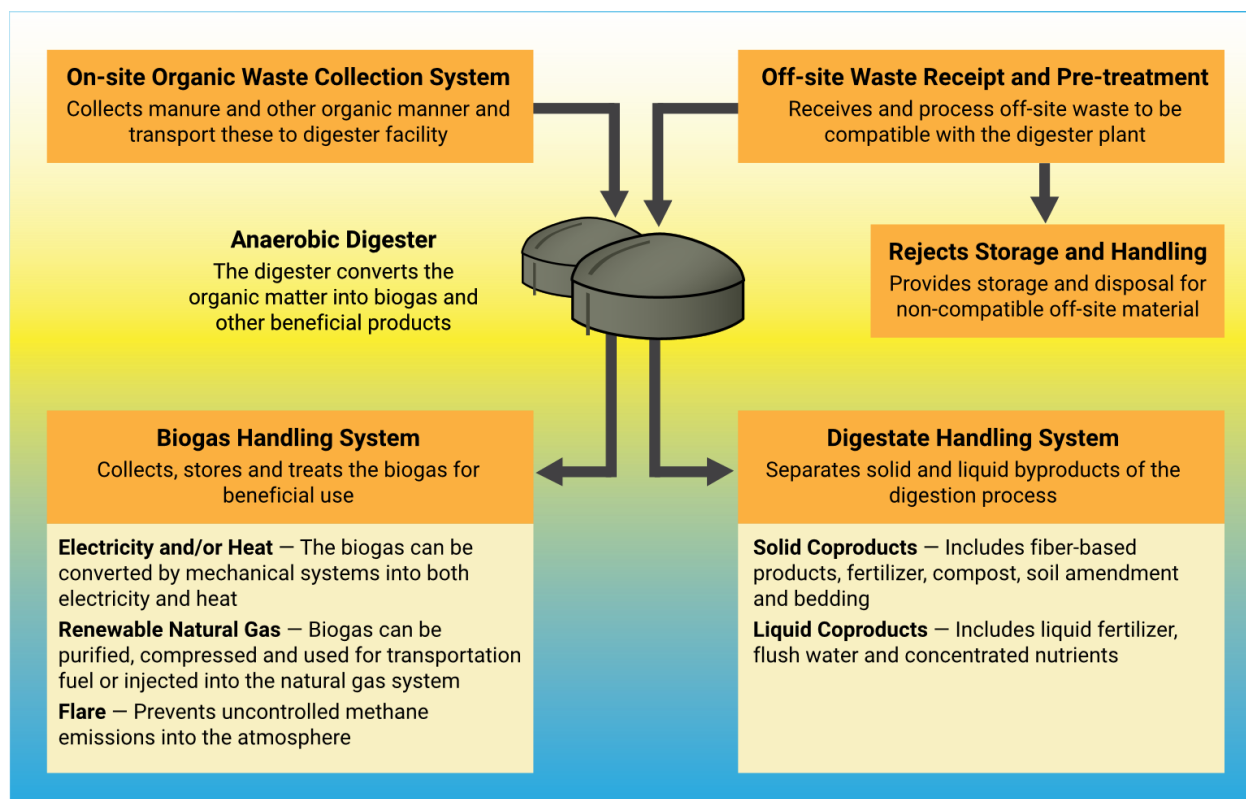 On-site Organic Waste Collection System
Collects manure and other organic manner and
transport these to digester facility
Off-site Waste Receipt and Pre-treatment
Receives and process off-site waste to be
compatible with the digester plant
Anaerobic Digester
The digester converts the
organic matter into biogas and
other beneficial products
Rejects Storage and Handling
Provides storage and disposal for
non-compatible off-site material
Biogas Handling System
Collects, stores and treats the biogas for
beneficial use
Electricity and/or Heat — The biogas can be
converted by mechanical systems into both
electricity and heat
Renewable Natural Gas — Biogas can be
purified, compressed and used for transportation
fuel or injected into the natural gas system
Flare — Prevents uncontrolled methane
emissions into the atmosphere
Digestate Handling System
Separates solid and liquid byproducts of the
digestion process
Solid Coproducts — Includes fiber-based
products, fertilizer, compost, soil amendment
and bedding
Liquid Coproducts — Includes liquid fertilizer,
flush water and concentrated nutrients